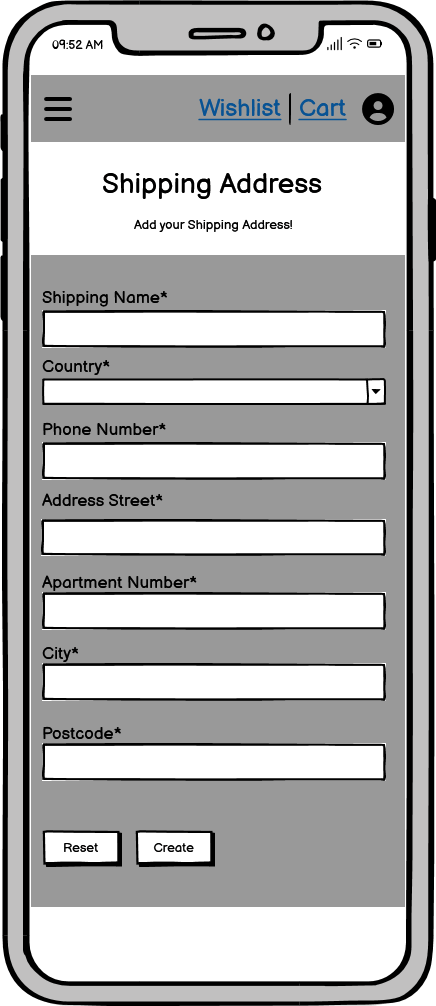 09:52 AM
Wishlist Cart
Shipping Address
Add your Shipping Address!
Shipping Name*
Country*
Phone Number*
Address Street*
Apartment Number*
City*
Postcode*
Reset Create